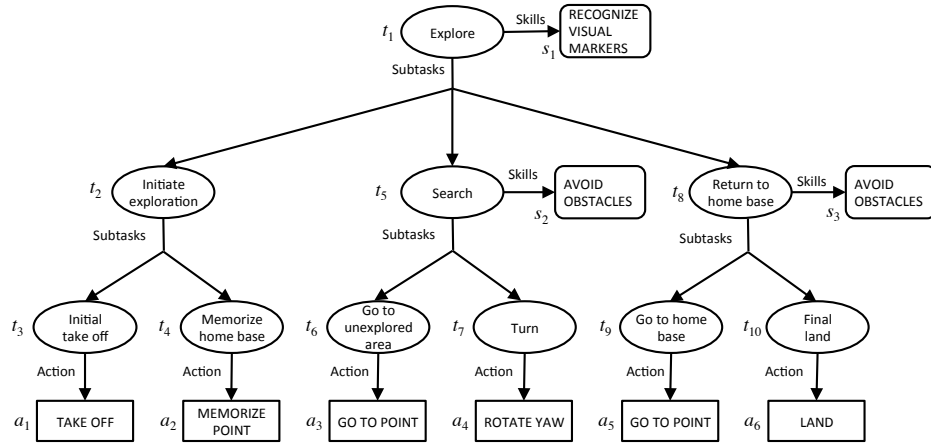 t1
Explore
Skills
RECOGNIZE
VISUAL
MARKERS
s1
Subtasks
t2
Initiate
exploration
t5
Search
Skills
AVOID
OBSTACLES
s2
t8
Return to
home base
Skills
AVOID
OBSTACLES
s3
Subtasks
Subtasks
Subtasks
t3
Initial
take off
t4
Memorize
home base
t6
Go to
unexplored
area
t7
Turn
t9
Go to home
base
t10
Final
land
Action
Action
Action
Action
Action
Action
a1
TAKE OFF
a2
MEMORIZE
POINT
a3
GO TO POINT
a4
ROTATE YAW
a5
GO TO POINT
a6
LAND